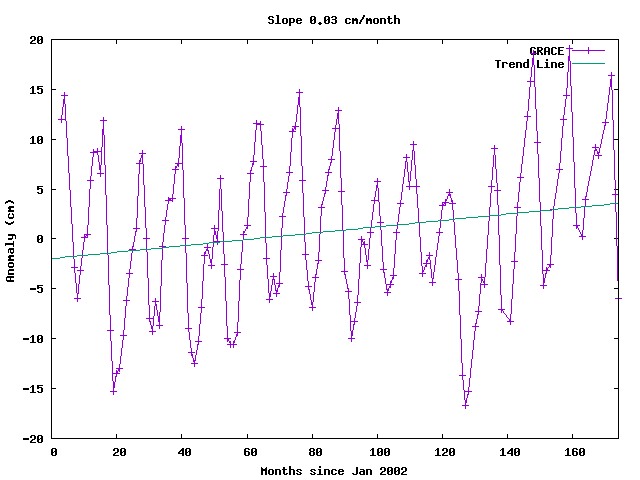 Slope 0.03 cm/month
GRACE
Trend Line
20
15
10
5
0
-5
-10
-15
-20
Anomaly (cm)
0 20 40 60 80 100 120 140 160
Months since Jan 2002